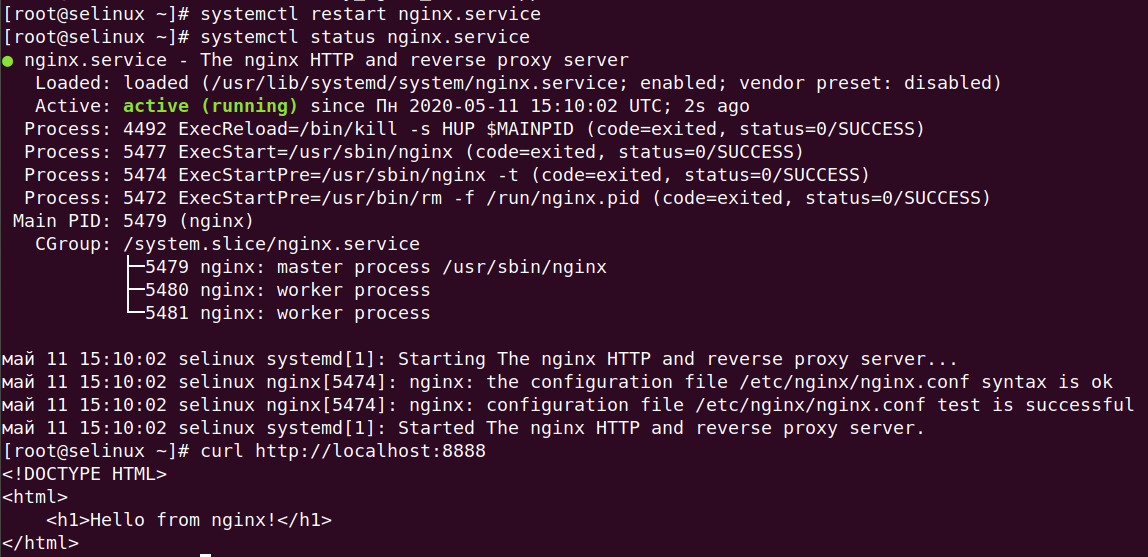 [root@selinux ~]# systemctl restart nginx.service
[root@selinux ~]# systemctl status nginx.service
● nginx.service - The nginx HTTP and reverse proxy server
   Loaded: loaded (/usr/lib/systemd/system/nginx.service; enabled; vendor preset: disabled)
   Active: active (running) since Пн 2020-05-11 15:10:02 UTC; 2s ago
  Process: 4492 ExecReload=/bin/kill -s HUP $MAINPID (code=exited, status=0/SUCCESS)
  Process: 5477 ExecStart=/usr/sbin/nginx (code=exited, status=0/SUCCESS)
  Process: 5474 ExecStartPre=/usr/sbin/nginx -t (code=exited, status=0/SUCCESS)
  Process: 5472 ExecStartPre=/usr/bin/rm -f /run/nginx.pid (code=exited, status=0/SUCCESS)
 Main PID: 5479 (nginx)
   CGroup: /system.slice/nginx.service
           ├─5479 nginx: master process /usr/sbin/nginx
           ├─5480 nginx: worker process
           └─5481 nginx: worker process

май 11 15:10:02 selinux systemd[1]: Starting The nginx HTTP and reverse proxy server...
май 11 15:10:02 selinux nginx[5474]: nginx: the configuration file /etc/nginx/nginx.conf syntax is ok
май 11 15:10:02 selinux nginx[5474]: nginx: configuration file /etc/nginx/nginx.conf test is successful
май 11 15:10:02 selinux systemd[1]: Started The nginx HTTP and reverse proxy server.
[root@selinux ~]# curl http://localhost:8888
<!DOCTYPE HTML>
<html>
    <h1>Hello from nginx!</h1>
</html>